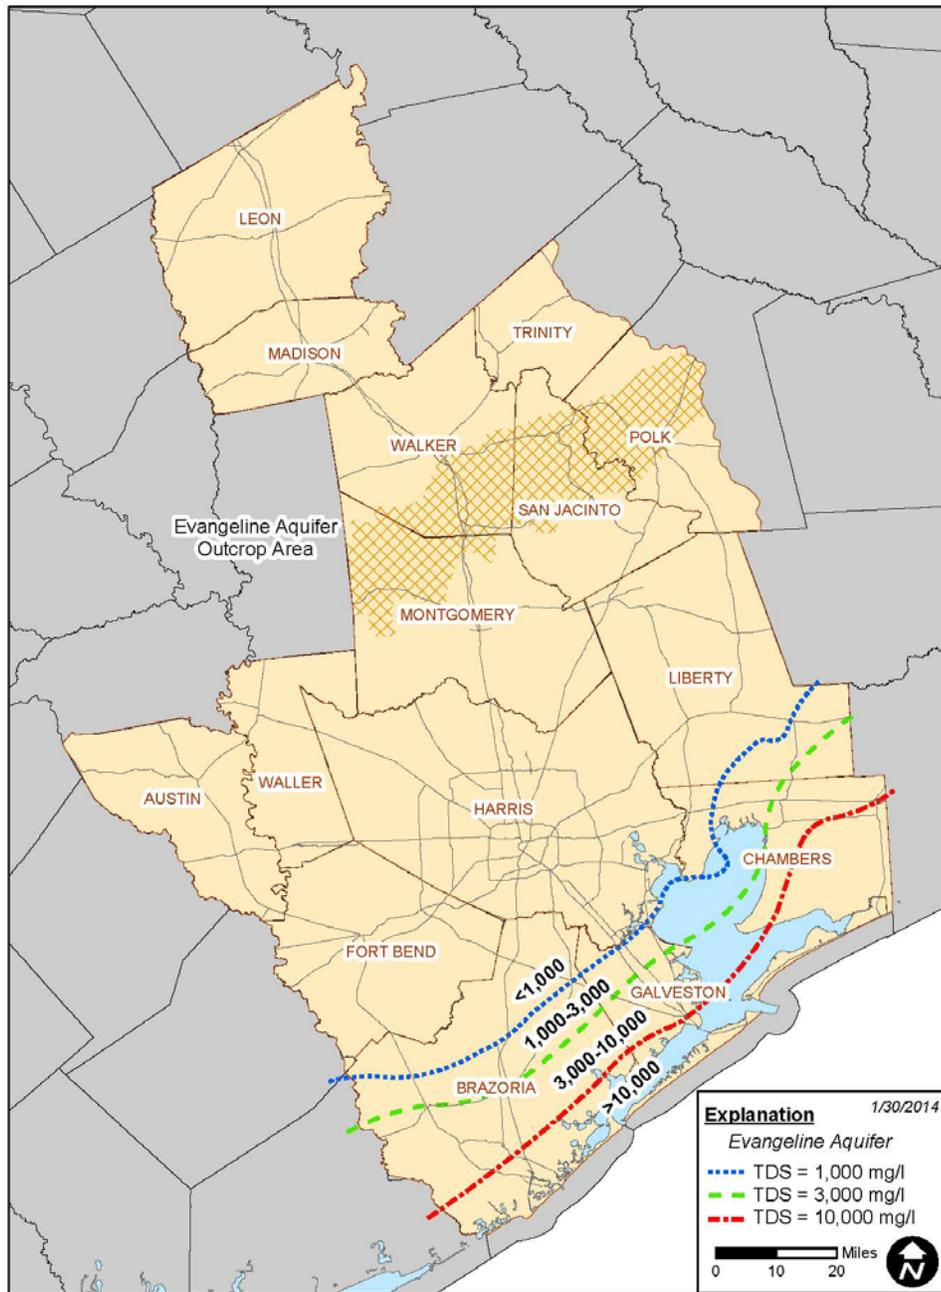 LEON
TRINITY
MADISON
WALKER
POLK
SAN JACINTO
Evangeline Aquifer
Outcrop Area
MONTGOMERY
LIBERTY
WALLER
AUSTIN
HARRIS
CHAMBERS
FORT BEND
<1,000
GALVESTON
1,000-3,000
3,000-10,000
BRAZORIA
>10,000
Explanation 1/30/2014
Evangeline Aquifer
TDS = 1,000 mg/l
TDS = 3,000 mg/l
TDS = 10,000 mg/l
Miles
0 10 20
N